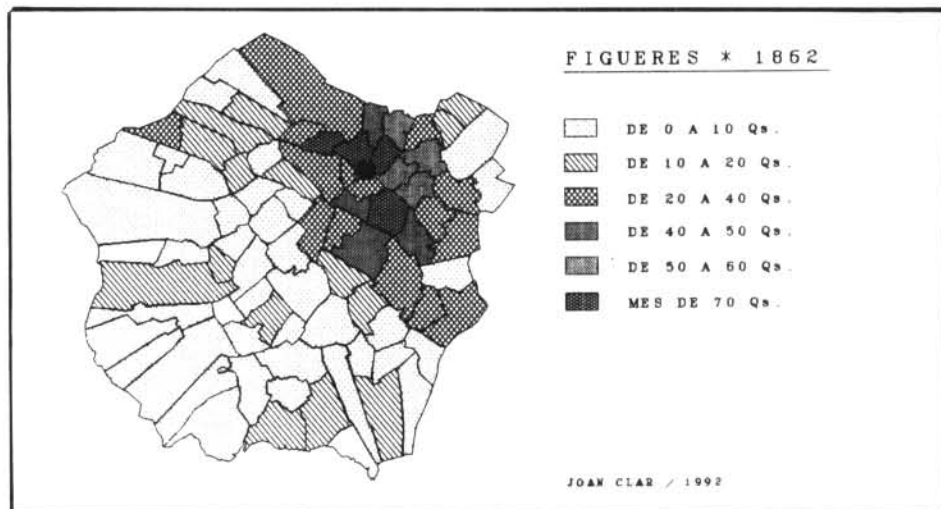 FIGUERES * 1862
DE 0 A 10 Qs.
DE 10 A 20 Qs.
DE 20 A 40 Qs.
DE 40 A 50 Qs.
DE 50 A 60 Qs.
MES DE 70 Qs.
JOAN CLAR / 1992